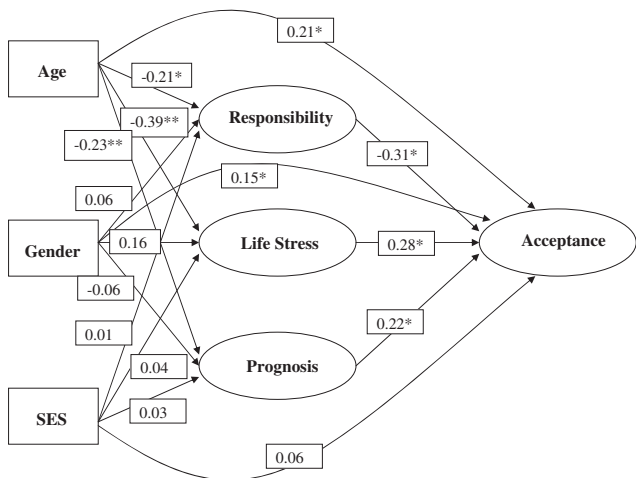 0.21*
Age
-0.21*
-0.39**
Responsibility
-0.23**
-0.31*
0.15*
0.06
Gender
0.16
Life Stress
0.28*
Acceptance
-0.06
0.01
0.22*
0.04
Prognosis
0.03
SES
0.06